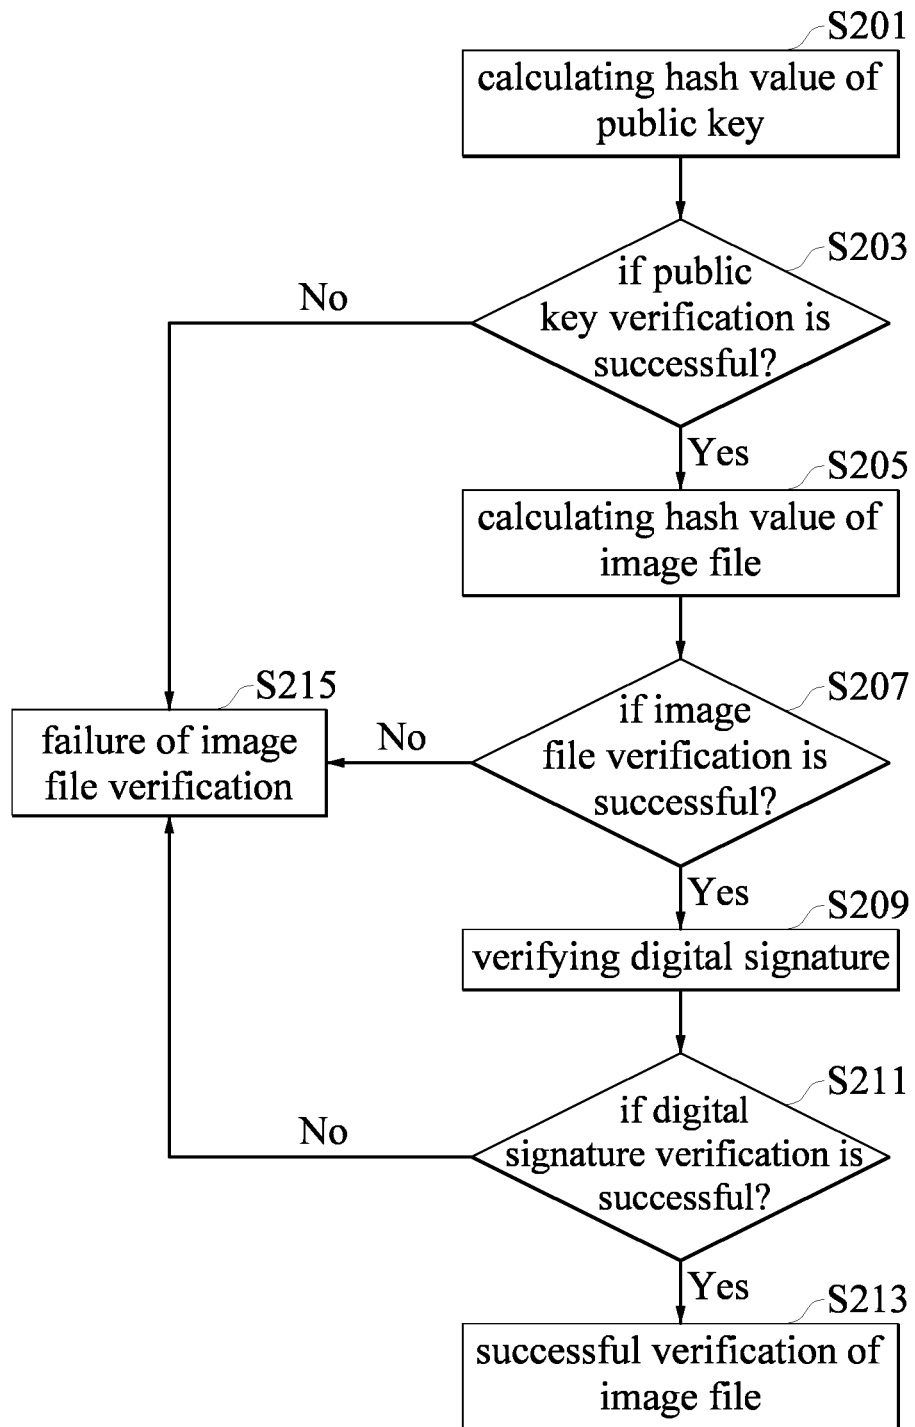 S201
calculating hash value of
public key
S203
if public
key verification is
successful?
No
Yes
S205
calculating hash value of
image file
S207
if image
file verification is
successful?
No
S215
failure of image
file verification
Yes
S209
verifying digital signature
S211
if digital
signature verification is
successful?
No
Yes
S213
successful verification of
image file